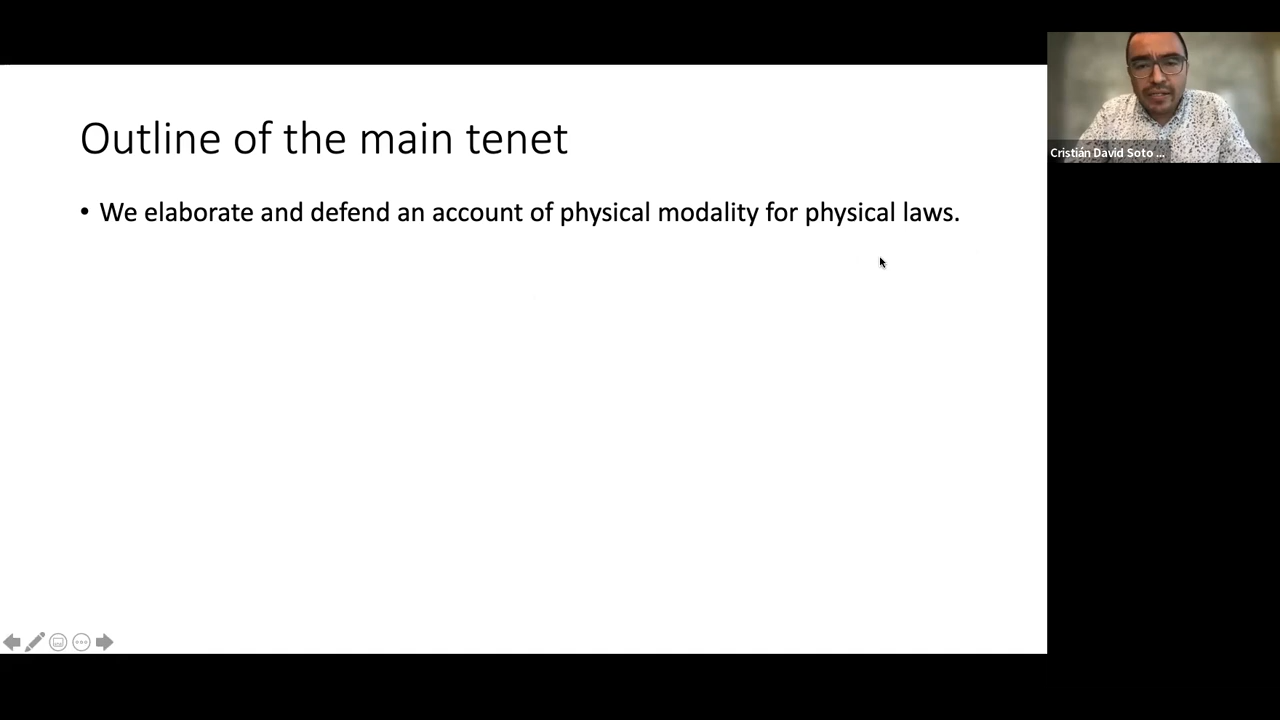 Outline of the main tenet
• We elaborate and defend an account of physical modality for physical laws.
Cristián David Soto ...